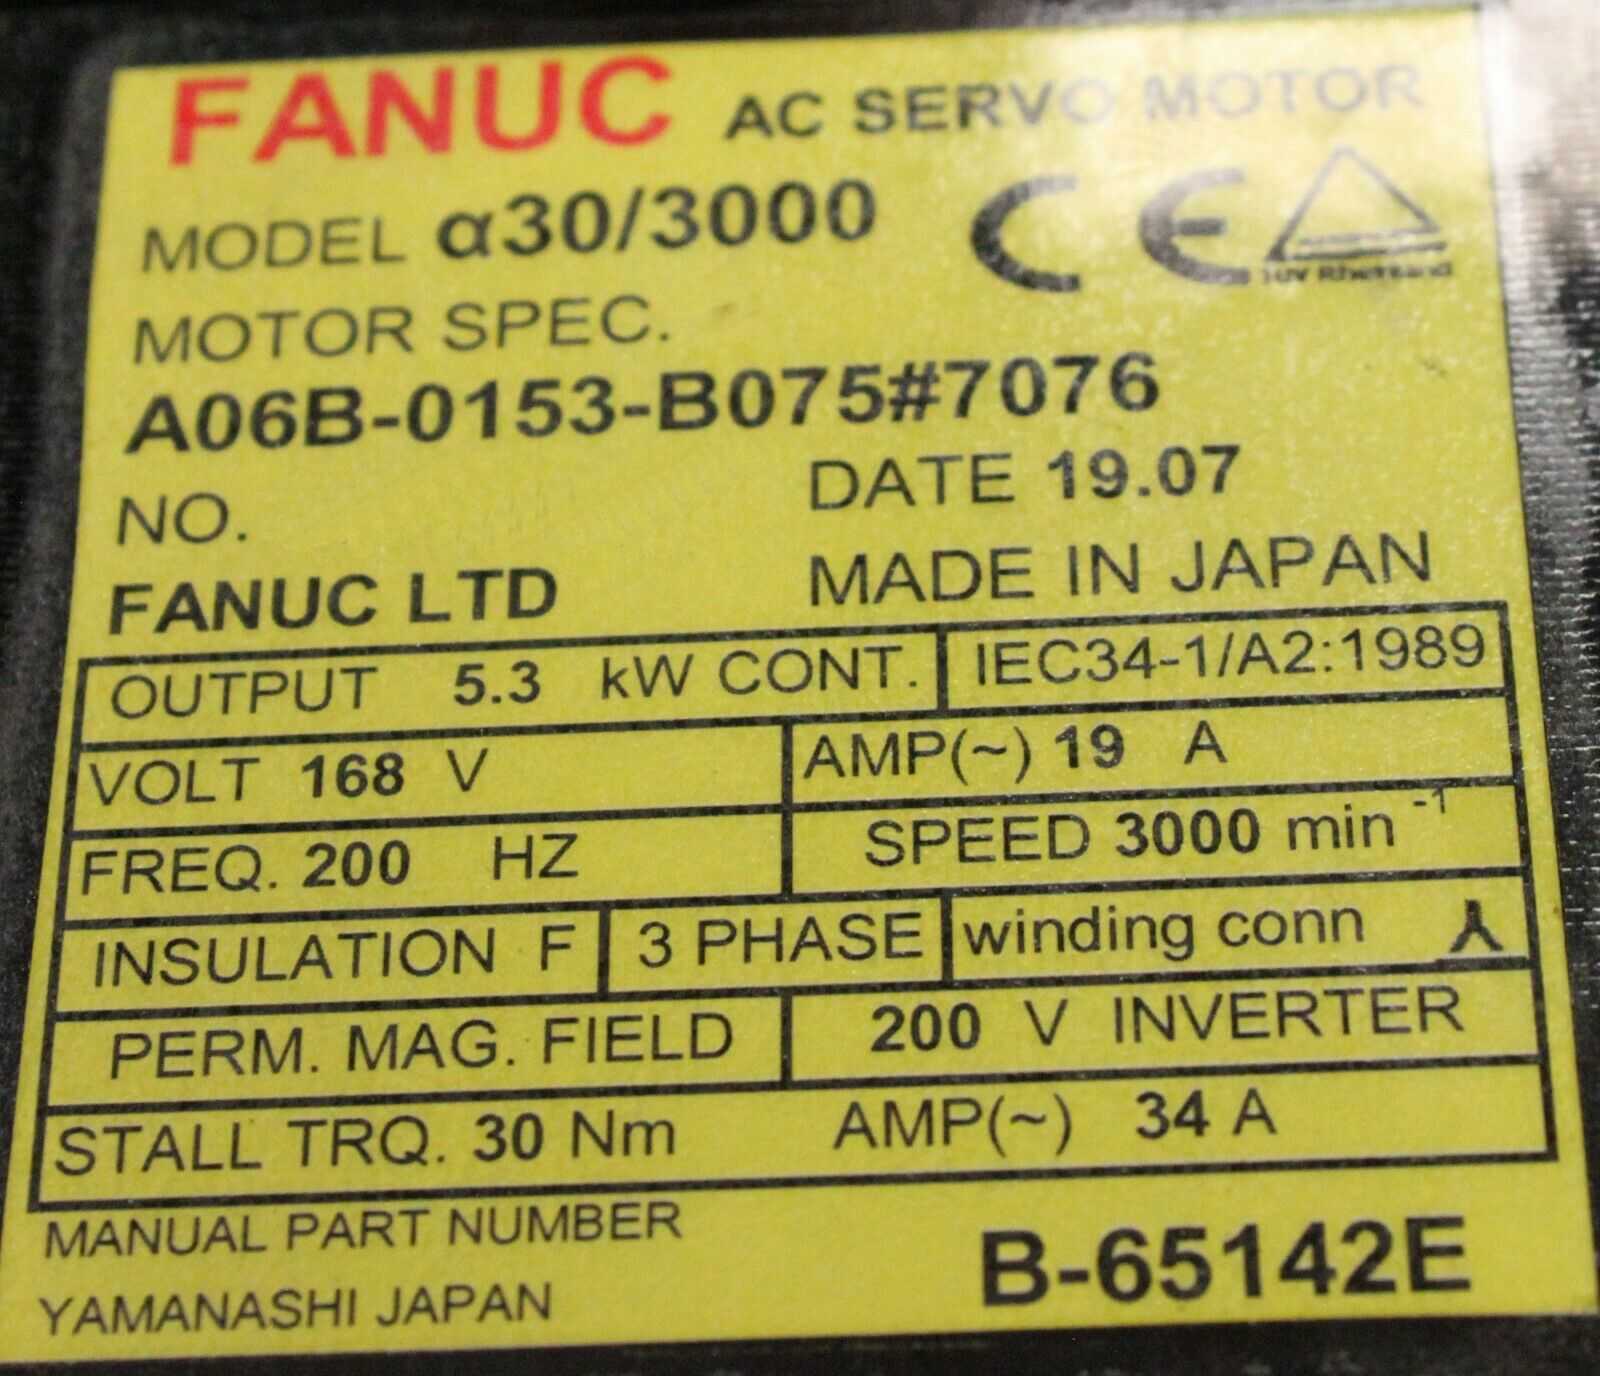 FANUC AC SERVO MOTOR
MODEL α30/3000 CE
TÜV Rheinland
MOTOR SPEC.
A06B-0153-B075#7076
NO. DATE 19.07
FANUC LTD MADE IN JAPAN
OUTPUT 5.3 kW CONT. IEC34-1/A2:1989
VOLT 168 V AMP(~) 19 A
FREQ. 200 HZ SPEED 3000 min⁻¹
INSULATION F 3 PHASE winding conn
PERM. MAG. FIELD 200 V INVERTER
STALL TRQ. 30 Nm AMP(~) 34 A
MANUAL PART NUMBER B-65142E
YAMANASHI JAPAN